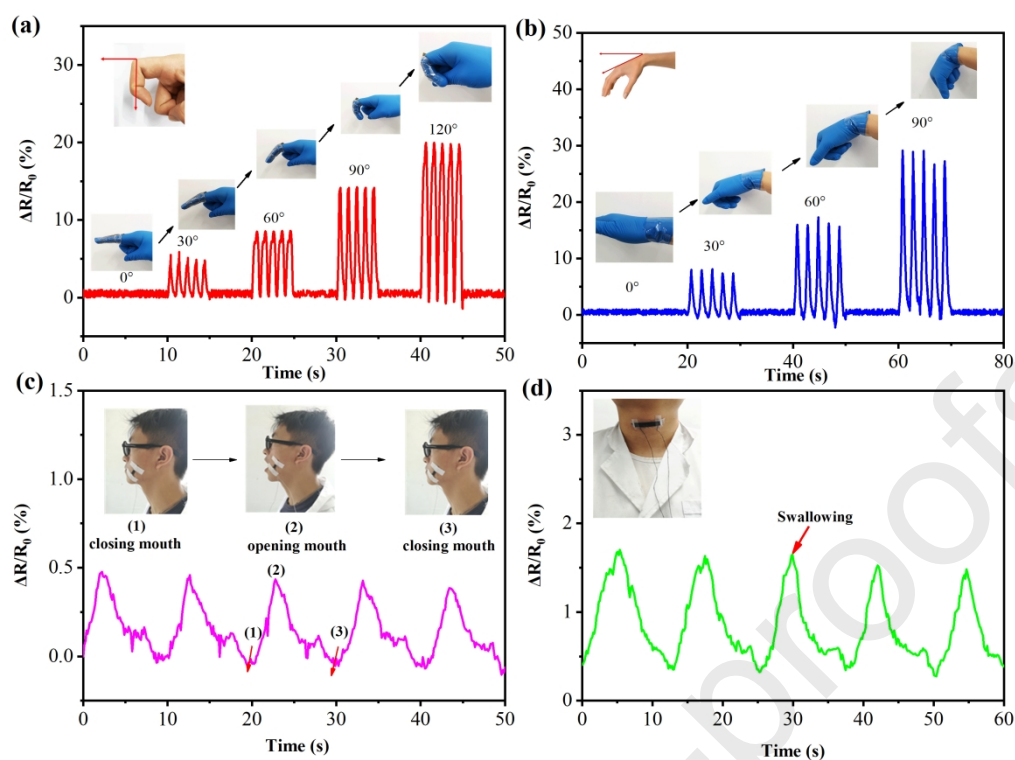 (a)
ΔR/R₀ (%)
30
20
10
0
0°
30°
60°
90°
120°
0 10 20 30 40 50
Time (s)
(b)
ΔR/R₀ (%)
50
40
30
20
10
0
0°
30°
60°
90°
0 20 40 60 80
Time (s)
(c)
ΔR/R₀ (%)
1.5
1.0
0.5
0.0
(1)
closing mouth
(2)
opening mouth
(3)
closing mouth
(2)
(1)
(3)
0 10 20 30 40 50
Time (s)
(d)
ΔR/R₀ (%)
3
2
1
0
Swallowing
0 10 20 30 40 50 60
Time (s)
proofs